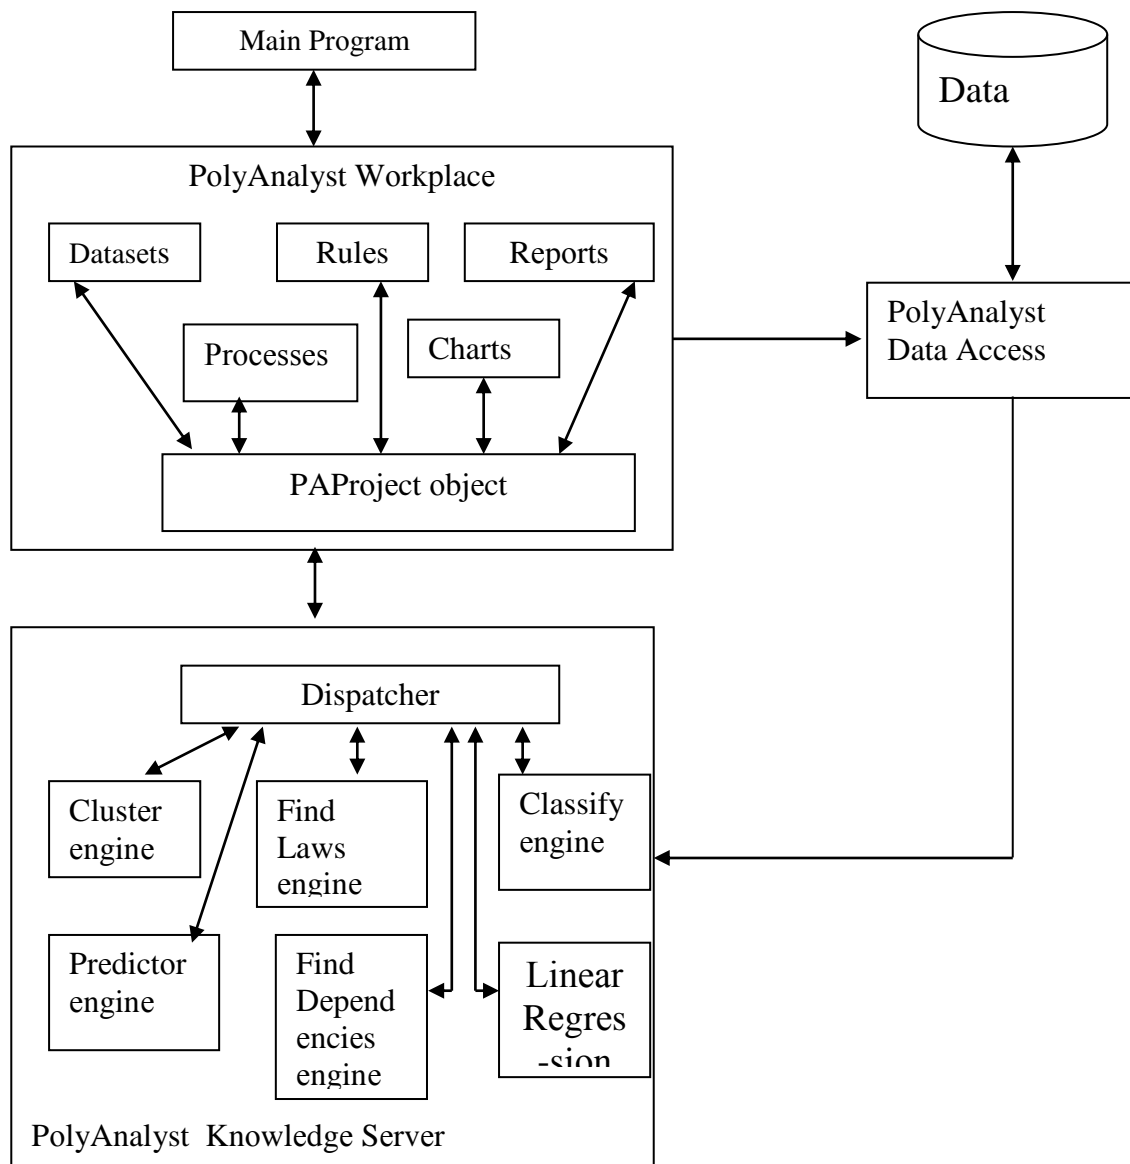 Main Program
Data
PolyAnalyst Workplace
Datasets
Rules
Reports
Processes
Charts
PolyAnalyst
Data Access
PAProject object
Dispatcher
Cluster
engine
Find
Laws
engine
Classify
engine
Predictor
engine
Find
Depend
encies
engine
Linear
Regres
-sion
PolyAnalyst  Knowledge Server